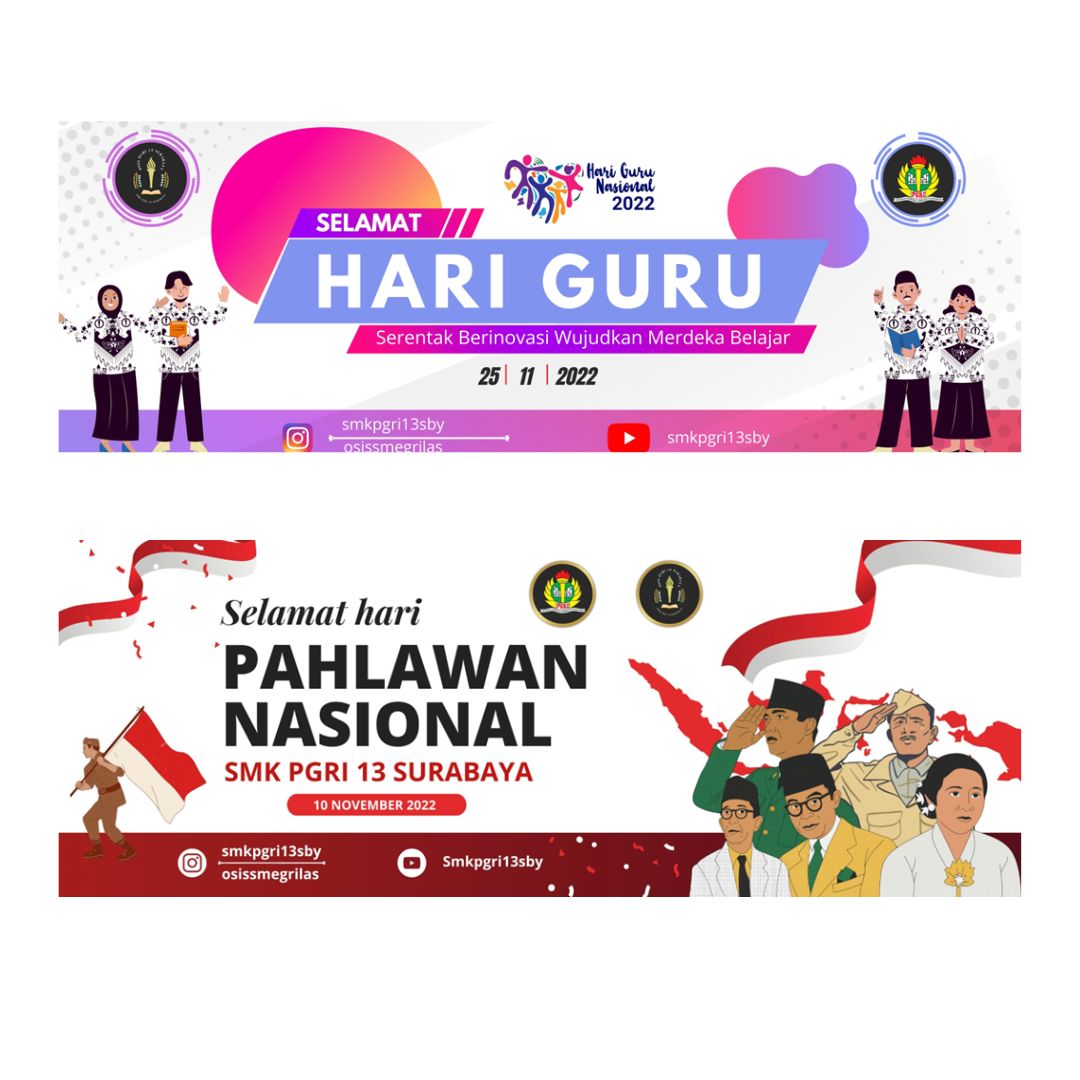 Hari Guru
Nasional
2022
SELAMAT
HARI GURU
Serentak Berinovasi Wujudkan Merdeka Belajar
25 | 11 | 2022
smkpgri13sby
osissmegrilas
smkpgri13sby
Selamat hari
PAHLAWAN
NASIONAL
SMK PGRI 13 SURABAYA
10 NOVEMBER 2022
smkpgri13sby
osissmegrilas
Smkpgri13sby